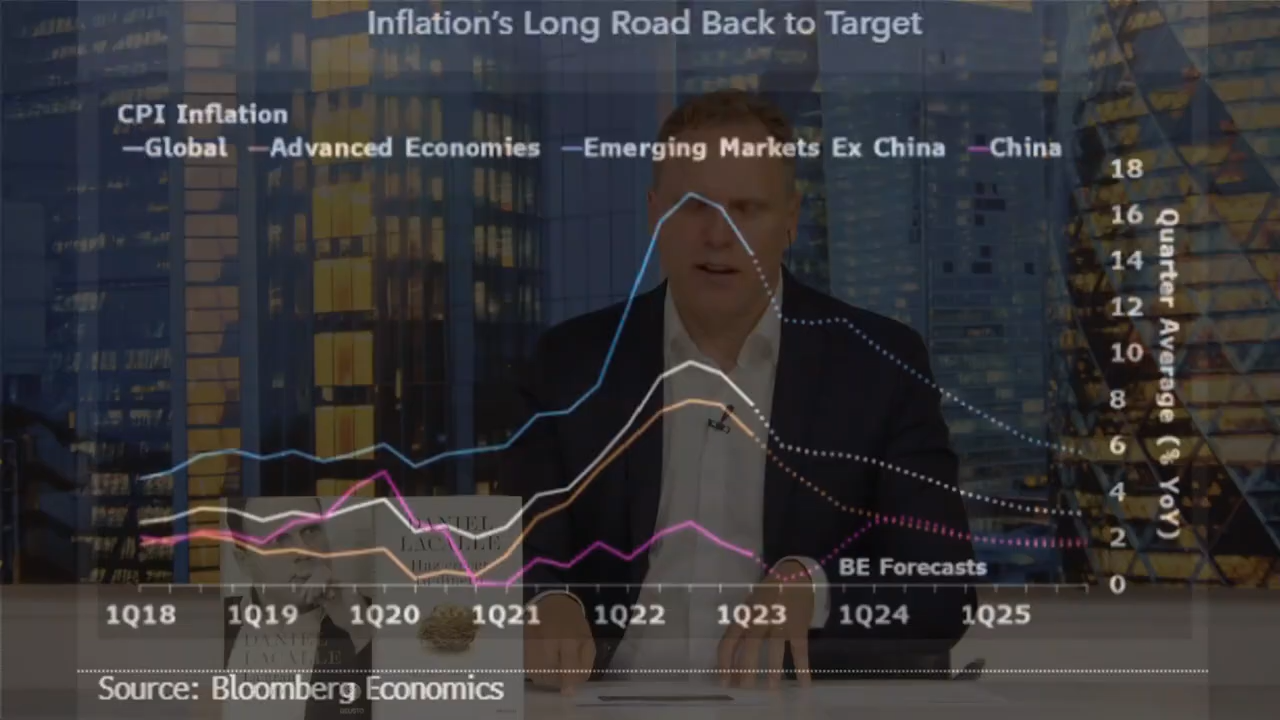 Inflation's Long Road Back to Target
CPI Inflation
Global Advanced Economies Emerging Markets Ex China China
18
16
14
12
10
8
6
4
2
0
Quarter Average (% YoY)
BE Forecasts
1Q18 1Q19 1Q20 1Q21 1Q22 1Q23 1Q24 1Q25
DANIEL
LACALLE
DANIEL
LACALLE
Source: Bloomberg Economics